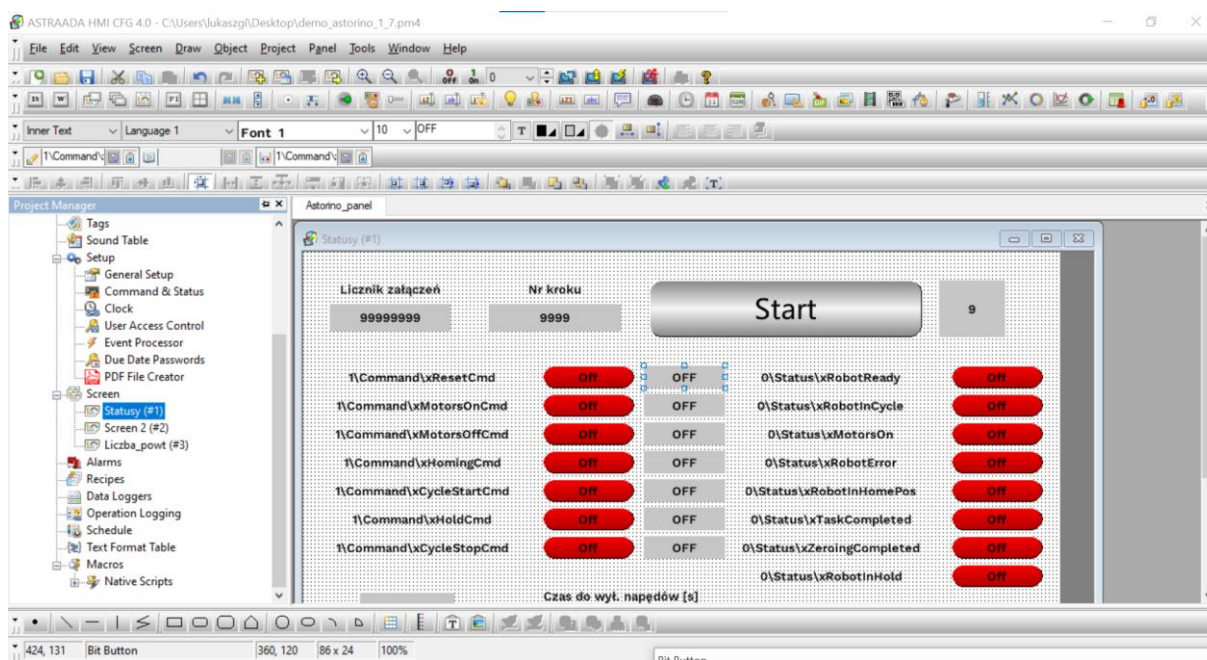 ASTRAADA HMI CFG 4.0 - C:\Users\lukaszgi\Desktop\demo_astorino_1_7.pm4
File Edit View Screen Draw Object Project Panel Tools Window Help
0
Inner Text Language 1 Font 1 10 OFF
1\Command\ 1\Command\
Project Manager
Astorino_panel
Tags
Sound Table
Setup
General Setup
Command & Status
Clock
User Access Control
Event Processor
Due Date Passwords
PDF File Creator
Screen
Statusy (#1)
Screen 2 (#2)
Liczba_powt (#3)
Alarms
Recipes
Data Loggers
Operation Logging
Schedule
Text Format Table
Macros
Native Scripts
Statusy (#1)
Licznik załączeń Nr kroku Start 9
99999999 9999
1\Command\xResetCmd Off OFF 0\Status\xRobotReady Off
1\Command\xMotorsOnCmd Off OFF 0\Status\xRobotInCycle Off
1\Command\xMotorsOffCmd Off OFF 0\Status\xMotorsOn Off
1\Command\xHomingCmd Off OFF 0\Status\xRobotError Off
1\Command\xCycleStartCmd Off OFF 0\Status\xRobotInHomePos Off
1\Command\xHoldCmd Off OFF 0\Status\xTaskCompleted Off
1\Command\xCycleStopCmd Off OFF 0\Status\xZeroingCompleted Off
0\Status\xRobotInHold Off
Czas do wył. napędów [s]
424, 131 Bit Button 360, 120 86 x 24 100%
Bit Button